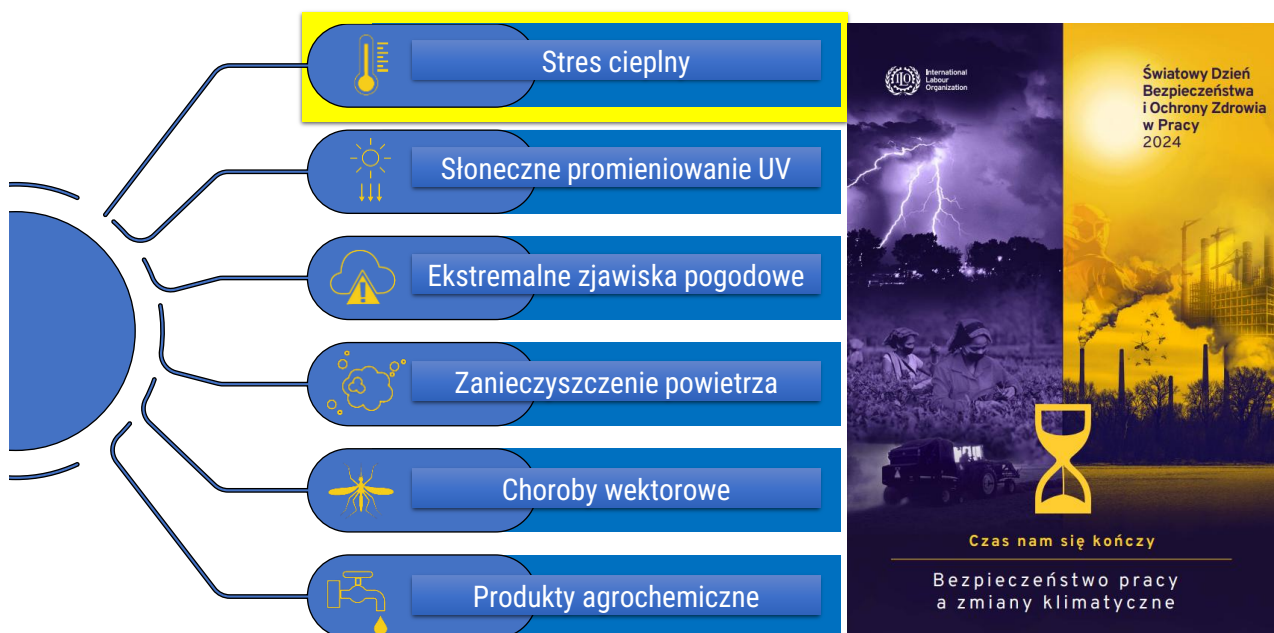 Stres cieplny
Słoneczne promieniowanie UV
Ekstremalne zjawiska pogodowe
Zanieczyszczenie powietrza
Choroby wektorowe
Produkty agrochemiczne
ILO
International
Labour
Organization
Światowy Dzień
Bezpieczeństwa
i Ochrony Zdrowia
w Pracy
2024
Czas nam się kończy
Bezpieczeństwo pracy
a zmiany klimatyczne